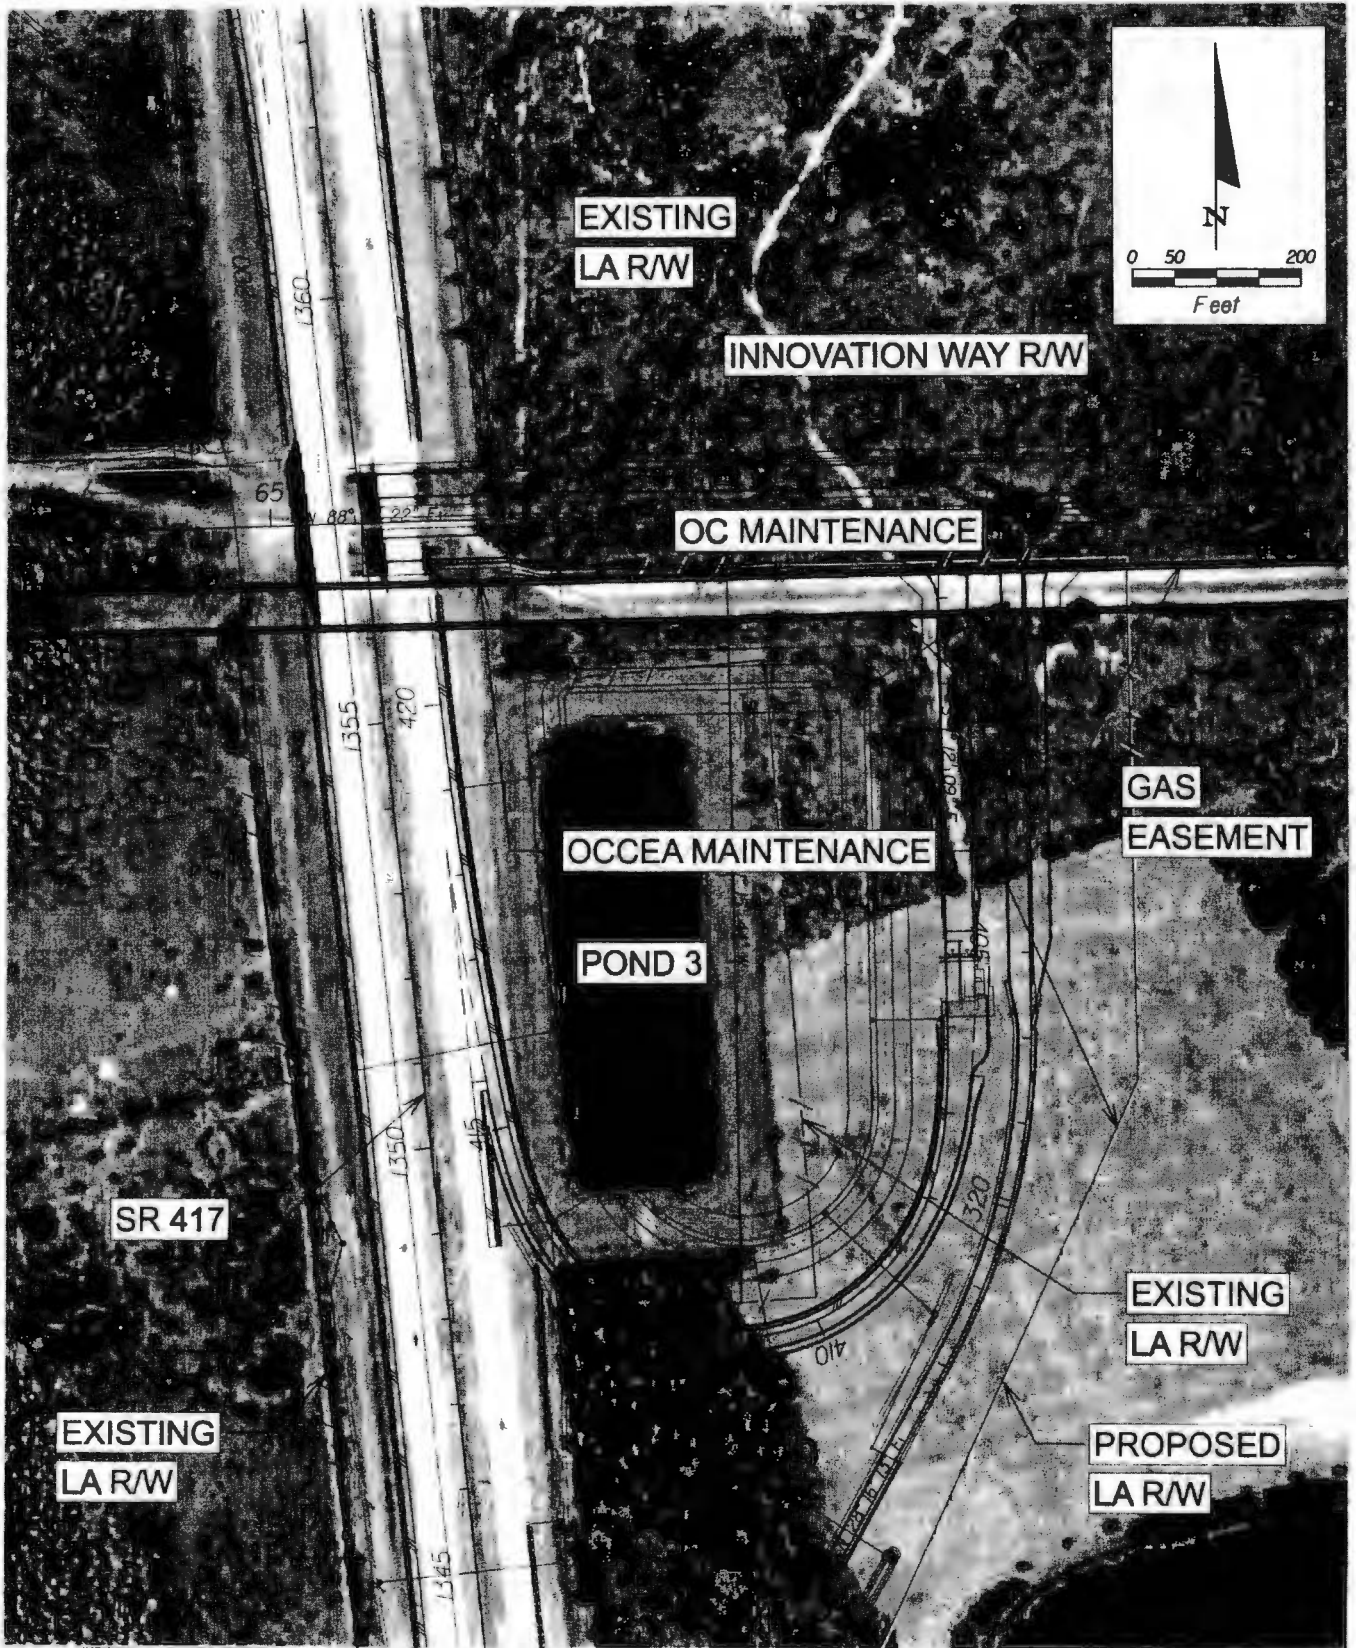 N
0 50 200
Feet
EXISTING
LA R/W
1360
INNOVATION WAY R/W
65
OC MAINTENANCE
1355
420
GAS
EASEMENT
OCCEA MAINTENANCE
POND 3
405
1350
415
320
SR 417
EXISTING
LA R/W
410
EXISTING
LA R/W
PROPOSED
LA R/W
1345